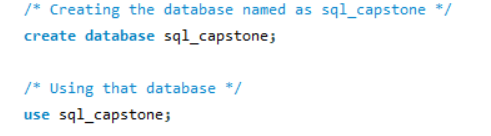 /* Creating the database named as sql_capstone */
create database sql_capstone;
/* Using that database */
use sql_capstone;